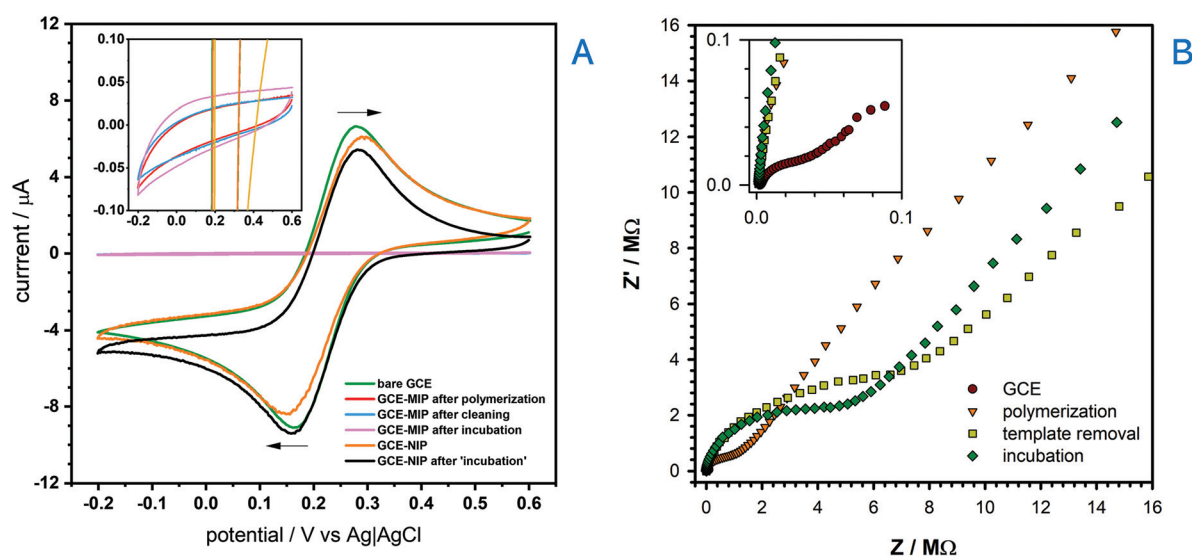 A
currrent / μA
12
8
4
0
-4
-8
-12
0.10
0.05
0.00
-0.05
-0.10
-0.2 0.0 0.2 0.4 0.6
bare GCE
GCE-MIP after polymerization
GCE-MIP after cleaning
GCE-MIP after incubation
GCE-NIP
GCE-NIP after 'incubation'
-0.2 -0.1 0.0 0.1 0.2 0.3 0.4 0.5 0.6
potential / V vs Ag|AgCl
B
Z' / MΩ
16
14
12
10
8
6
4
2
0
0.1
0.0
0.0 0.1
GCE
polymerization
template removal
incubation
0 2 4 6 8 10 12 14 16
Z / MΩ